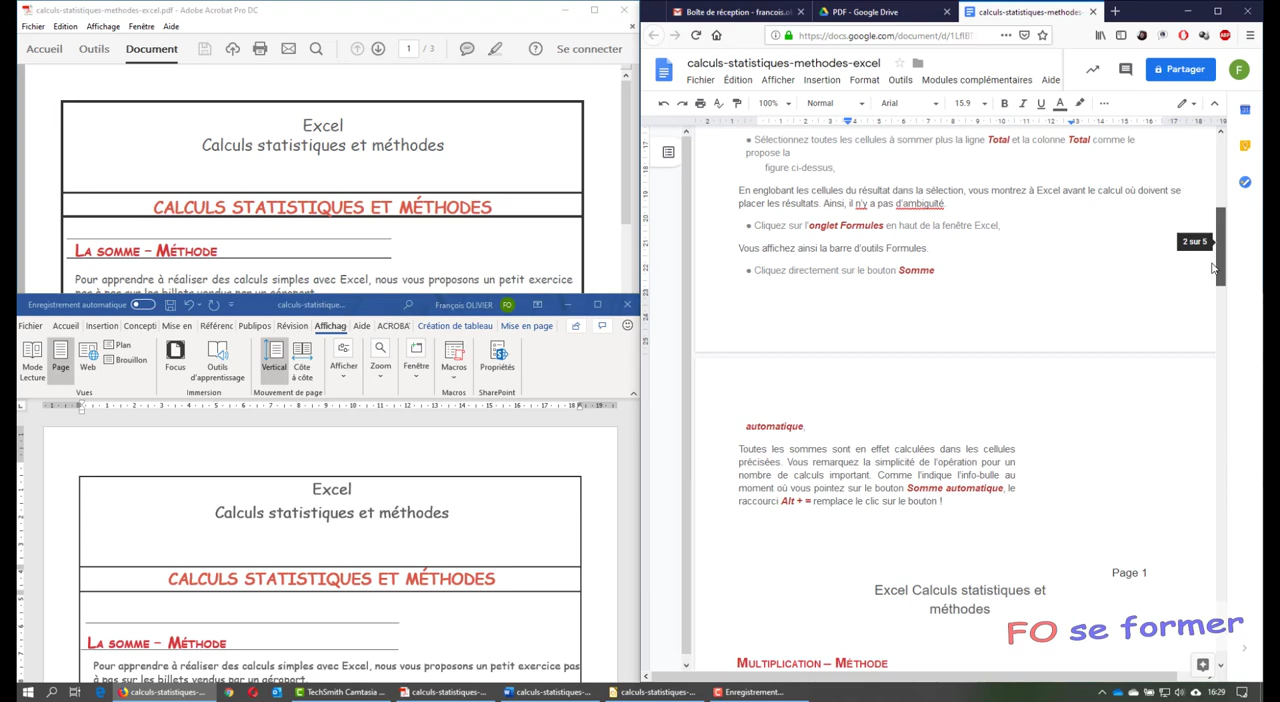 calculs-statistiques-methodes-excel.pdf - Adobe Acrobat Pro DC
Fichier Edition Affichage Fenêtre Aide
Accueil Outils Document
1 / 3
Se connecter
Excel
Calculs statistiques et méthodes
CALCULS STATISTIQUES ET MÉTHODES
LA SOMME – MÉTHODE
Pour apprendre à réaliser des calculs simples avec Excel, nous vous proposons un petit exercice
pas à pas sur les billets vendus par un aéroport.
Enregistrement automatique
calculs-statistique...
François OLIVIER FO
Fichier Accueil Insertion Concepti Mise en Référenc Publipos Révision Affichag Aide ACROBA' Création de tableau Mise en page
Mode Lecture
Page
Web
Plan
Brouillon
Focus
Outils d'apprentissage
Vertical
Côte à côte
Afficher
Zoom
Fenêtre
Macros
Propriétés
Vues Immersion Mouvement de page Macros SharePoint
Excel
Calculs statistiques et méthodes
CALCULS STATISTIQUES ET MÉTHODES
LA SOMME – MÉTHODE
Pour apprendre à réaliser des calculs simples avec Excel, nous vous proposons un petit exercice pas
à pas sur les billets vendus par un aéroport.
Boîte de réception - francois.ol
PDF - Google Drive
calculs-statistiques-methodes-
https://docs.google.com/document/d/1LflBT
calculs-statistiques-methodes-excel
Fichier Édition Affichage Insertion Format Outils Modules complémentaires Aide
Partager
F
100% Normal Arial 15.9 B I U A
● Sélectionnez toutes les cellules à sommer plus la ligne Total et la colonne Total comme le
propose la
figure ci-dessus,
En englobant les cellules du résultat dans la sélection, vous montrez à Excel avant le calcul où doivent se
placer les résultats. Ainsi, il n'y a pas d'ambiguïté.
● Cliquez sur l'onglet Formules en haut de la fenêtre Excel,
Vous affichez ainsi la barre d'outils Formules.
● Cliquez directement sur le bouton Somme
2 sur 5
automatique,
Toutes les sommes sont en effet calculées dans les cellules
précisées. Vous remarquez la simplicité de l'opération pour un
nombre de calculs important. Comme l'indique l'info-bulle au
moment où vous pointez sur le bouton Somme automatique, le
raccourci Alt + = remplace le clic sur le bouton !
Page 1
Excel Calculs statistiques et
méthodes
FO se former
MULTIPLICATION – MÉTHODE
calculs-statistiques-...
TechSmith Camtasia ...
calculs-statistiques-...
calculs-statistiques-...
calculs-statistiques-...
Enregistrement...
16:29